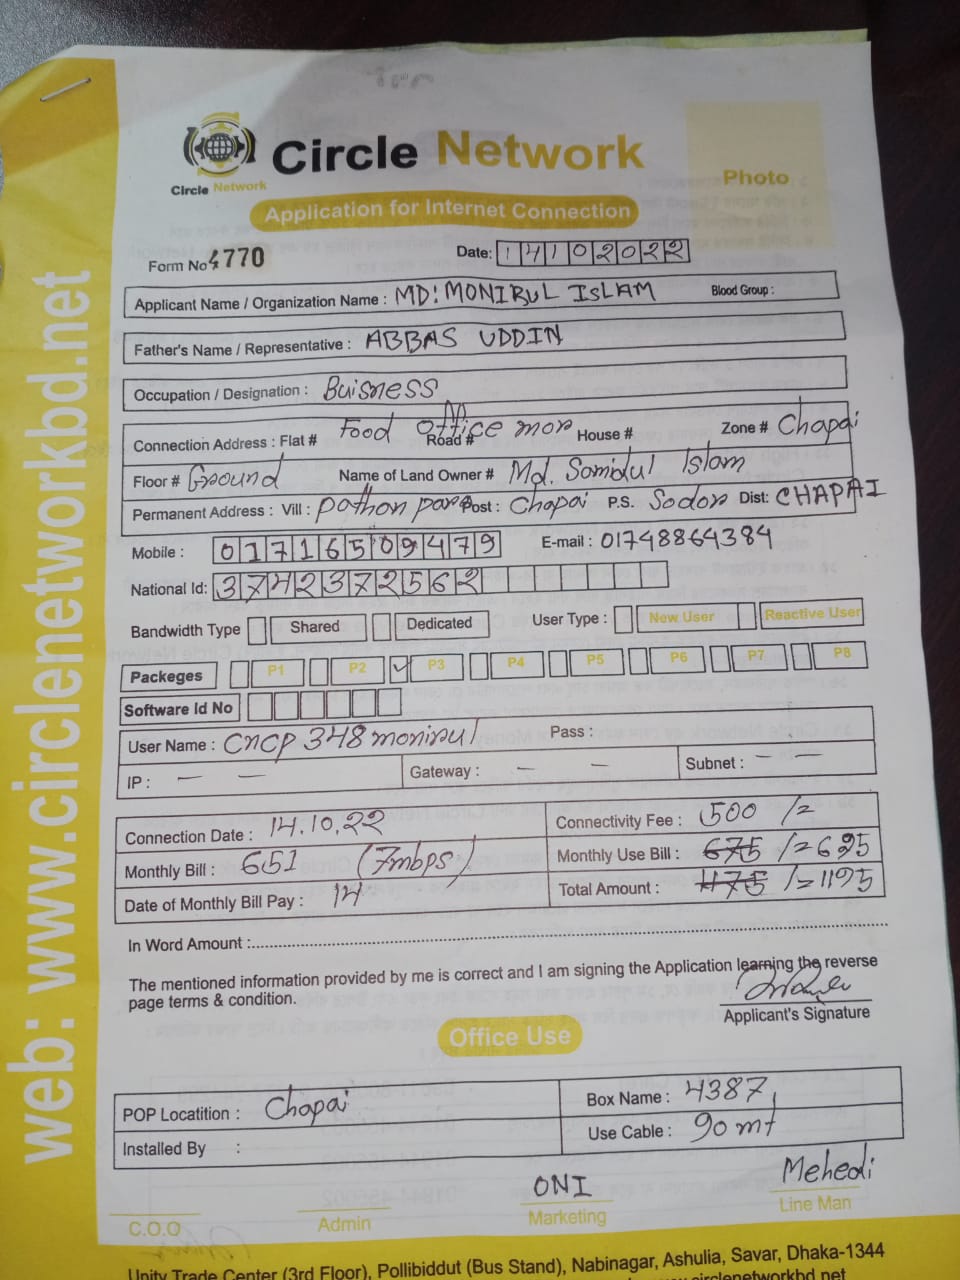 web: www.circlenetworkbd.net
Circle Network
Circle Network
Photo
Application for Internet Connection
Form No 4770
Date: 14102022
Applicant Name / Organization Name : MD: MONIRUL ISLAM Blood Group :
Father's Name / Representative : ABBAS UDDIN
Occupation / Designation : Buisness
Connection Address : Flat # Food Office mor Road # House # Zone # Chapai
Floor # Ground Name of Land Owner # Md. Samidul Islam
Permanent Address : Vill : pathan para Post : Chapai P.S. Sodor Dist: CHAPAI
Mobile : 01716509479 E-mail : 01748864384
National Id: 3742372562
Bandwidth Type Shared Dedicated User Type : New User Reactive User
Packeges P1 P2 ✓ P3 P4 P5 P6 P7 P8
Software Id No
User Name : CNCP348monirul Pass :
IP : — — Gateway : — — Subnet : — —
Connection Date : 14.10.22 Connectivity Fee : 500 /=
Monthly Bill : 651 (7mbps) Monthly Use Bill : 675 /= 695
Date of Monthly Bill Pay : 14 Total Amount : 1175 /= 1195
In Word Amount :
The mentioned information provided by me is correct and I am signing the Application learning the reverse
page terms & condition.
Applicant's Signature
Office Use
POP Locatition : Chapai Box Name : 4387
Installed By : Use Cable : 90 mt
C.O.O Admin ONI Marketing Mehedi Line Man
Unity Trade Center (3rd Floor), Pollibiddut (Bus Stand), Nabinagar, Ashulia, Savar, Dhaka-1344